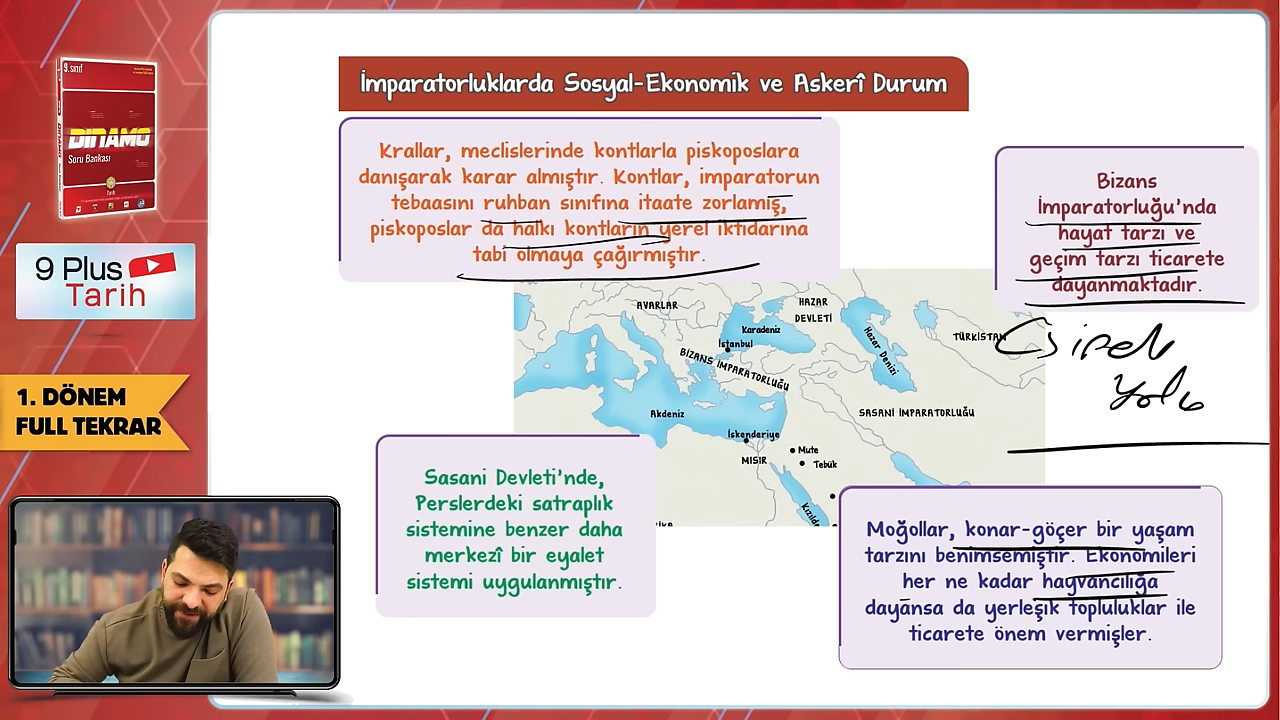 9. sınıf
DİNAMO
Soru Bankası
Tarih
9 Plus
Tarih
1. DÖNEM
FULL TEKRAR
İmparatorluklarda Sosyal-Ekonomik ve Askerî Durum
Krallar, meclislerinde kontlarla piskoposlara
danışarak karar almıştır. Kontlar, imparatorun
tebaasını ruhban sınıfına itaate zorlamış,
piskoposlar da halkı kontların yerel iktidarına
tabi olmaya çağırmıştır.
Bizans
İmparatorluğu'nda
hayat tarzı ve
geçim tarzı ticarete
dayanmaktadır.
AVARLAR
HAZAR
DEVLETİ
Karadeniz
İstanbul
Hazar Denizi
TÜRKİSTAN
BİZANS İMPARATORLUĞU
Akdeniz
SASANİ İMPARATORLUĞU
İskenderiye
MISIR
Mute
Tebük
Yolu
Sasani Devleti'nde,
Perslerdeki satraplık
sistemine benzer daha
merkezî bir eyalet
sistemi uygulanmıştır.
Moğollar, konar-göçer bir yaşam
tarzını benimsemiştir. Ekonomileri
her ne kadar hayvancılığa
dayansa da yerleşik topluluklar ile
ticarete önem vermişler.